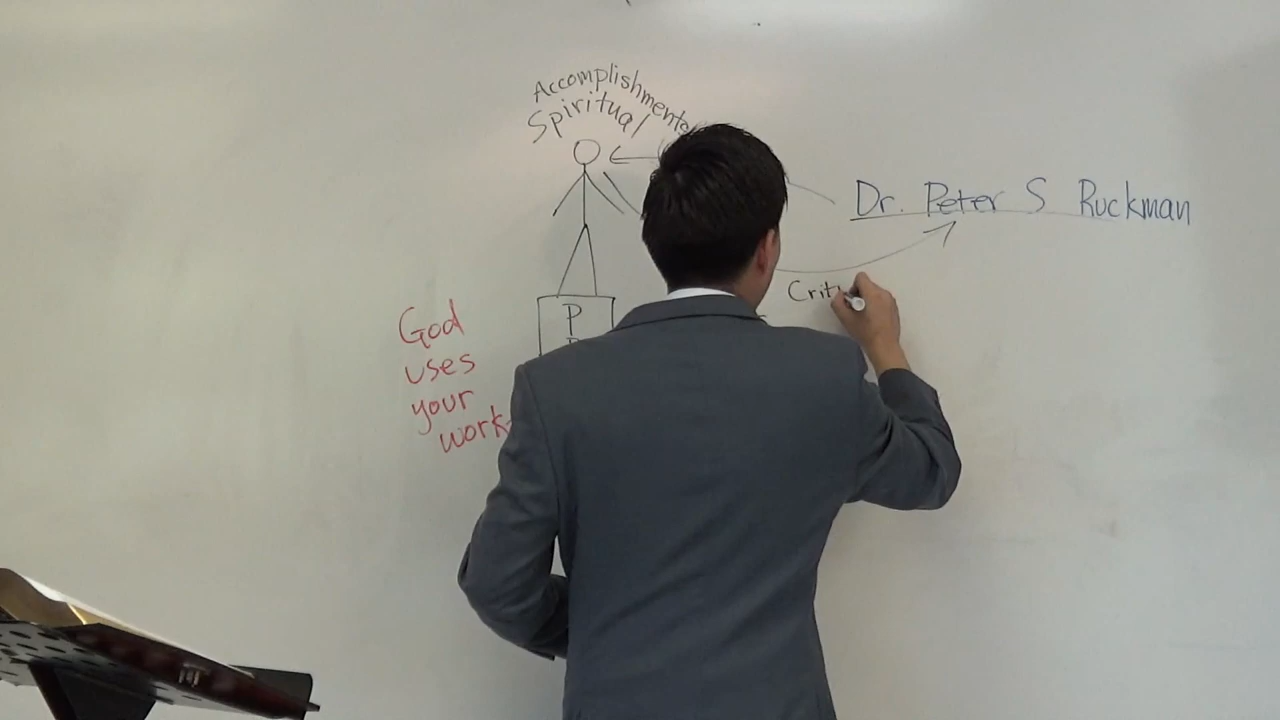 Accomplishments
Spiritual
Dr. Peter S Ruckman
Crit
P
God
uses
your
work